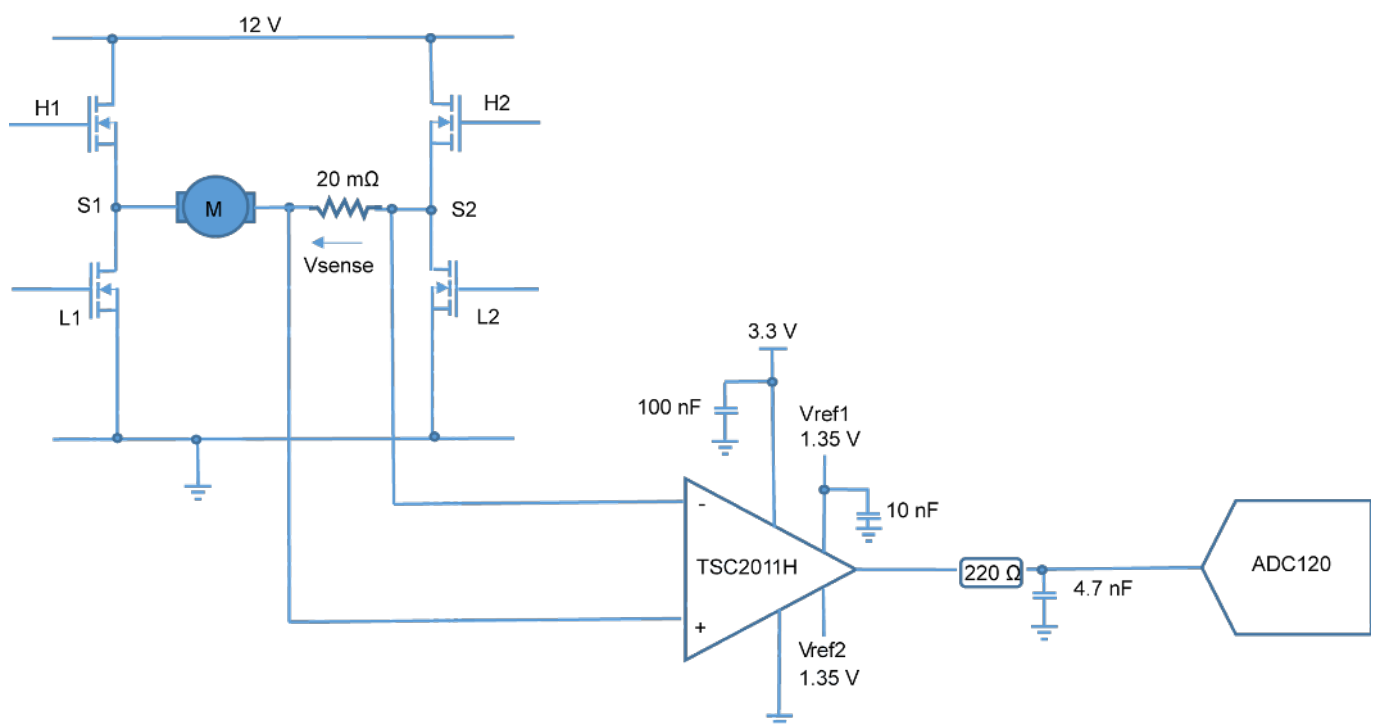 12 V
H1
H2
20 mΩ
S1
M
S2
Vsense
L1
L2
3.3 V
100 nF
Vref1
1.35 V
10 nF
-
TSC2011H
+
220 Ω
4.7 nF
ADC120
Vref2
1.35 V